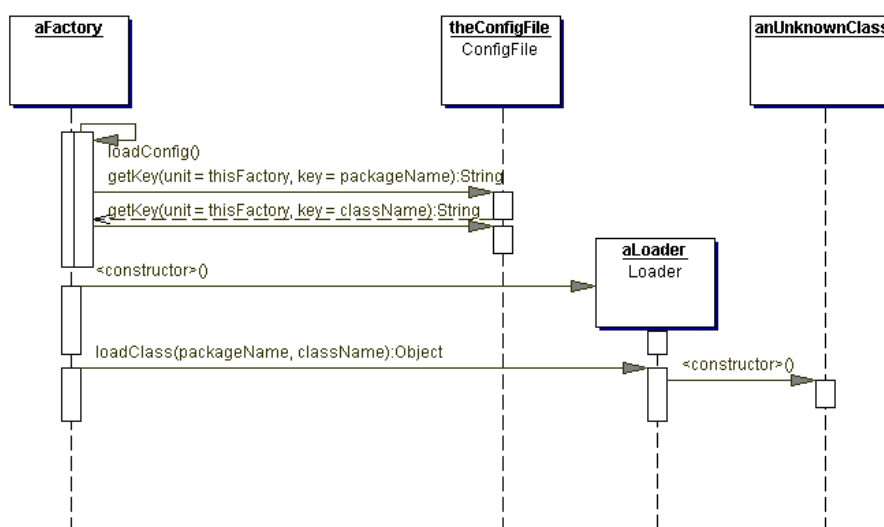 aFactory
theConfigFile
ConfigFile
anUnknownClass
loadConfig()
getKey(unit = thisFactory, key = packageName):String
getKey(unit = thisFactory, key = className):String
<constructor>()
aLoader
Loader
loadClass(packageName, className):Object
<constructor>()